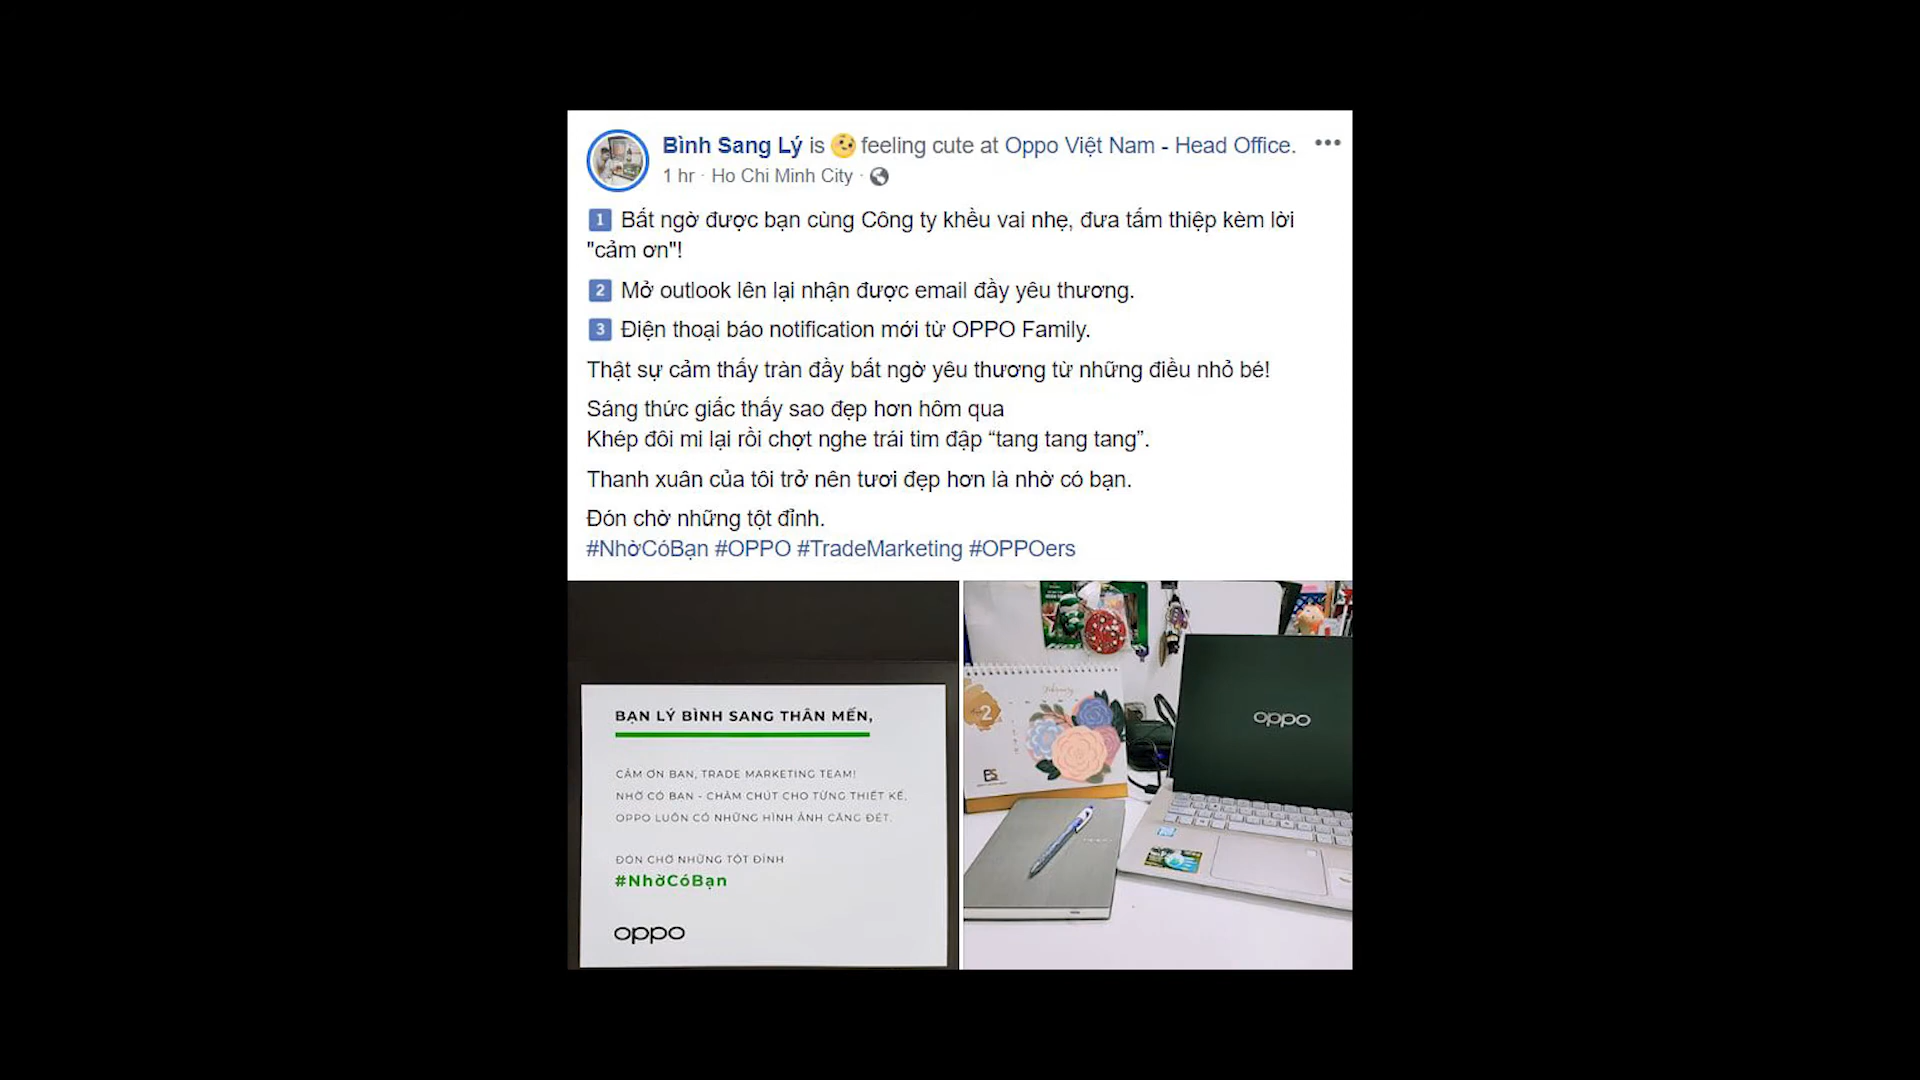 Bình Sang Lý is feeling cute at Oppo Việt Nam - Head Office.
1 hr · Ho Chi Minh City ·
1 Bất ngờ được bạn cùng Công ty khều vai nhẹ, đưa tấm thiệp kèm lời
"cảm ơn"!
2 Mở outlook lên lại nhận được email đầy yêu thương.
3 Điện thoại báo notification mới từ OPPO Family.
Thật sự cảm thấy tràn đầy bất ngờ yêu thương từ những điều nhỏ bé!
Sáng thức giấc thấy sao đẹp hơn hôm qua
Khép đôi mi lại rồi chợt nghe trái tim đập “tang tang tang”.
Thanh xuân của tôi trở nên tươi đẹp hơn là nhờ có bạn.
Đón chờ những tột đỉnh.
#NhờCóBạn #OPPO #TradeMarketing #OPPOers
BẠN LÝ BÌNH SANG THÂN MẾN,
CẢM ƠN BẠN, TRADE MARKETING TEAM!
NHỜ CÓ BẠN - CHĂM CHÚT CHO TỪNG THIẾT KẾ,
OPPO LUÔN CÓ NHỮNG HÌNH ẢNH CĂNG ĐÉT.
ĐÓN CHỜ NHỮNG TỘT ĐỈNH
#NhờCóBạn
oppo
February
2
oppo